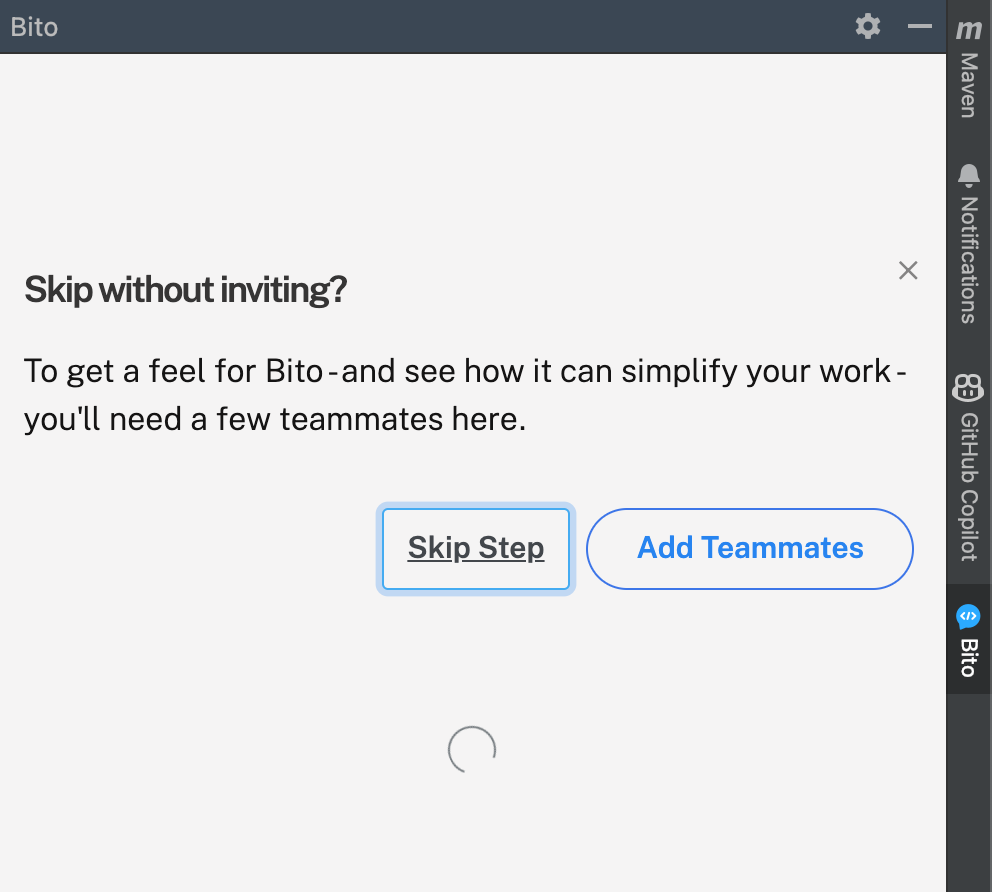 Bito
m
Maven
Notifications
GitHub Copilot
Bito
Skip without inviting?
To get a feel for Bito - and see how it can simplify your work -
you'll need a few teammates here.
Skip Step
Add Teammates